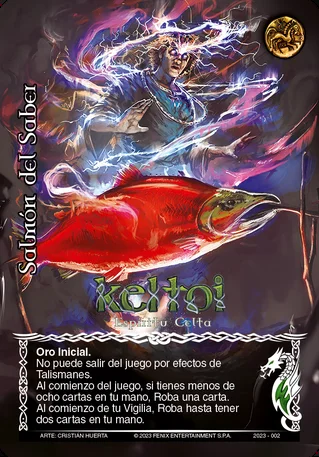 Salmón del Saber
keltoi
Espíritu Celta
Oro Inicial.
No puede salir del juego por efectos de
Talismanes.
Al comienzo del juego, si tienes menos de
ocho cartas en tu mano, Roba una carta.
Al comienzo de tu Vigilia, Roba hasta tener
dos cartas en tu mano.
ARTE: CRISTIÁN HUERTA
© 2023 FENIX ENTERTAINMENT S.P.A.
2023 - 002